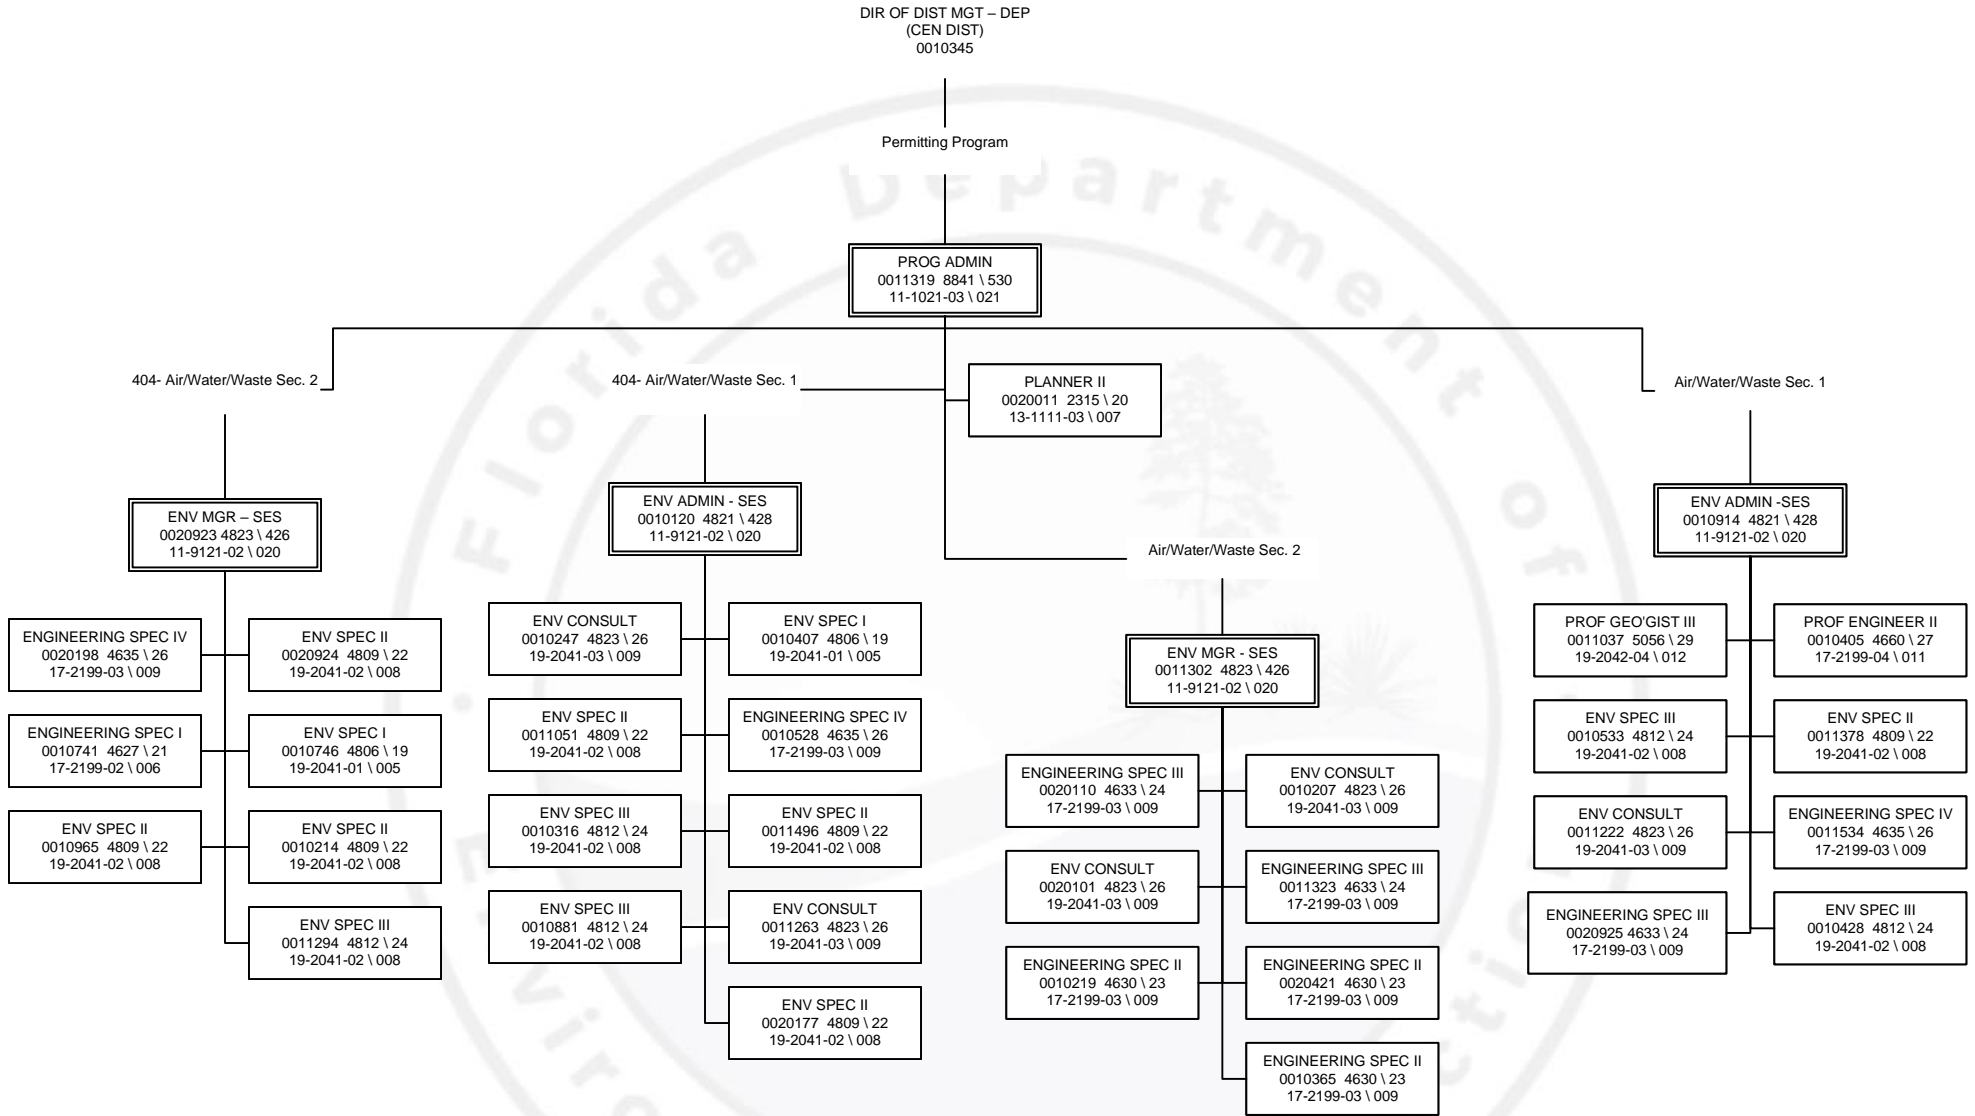 DIR OF DIST MGT – DEP
(CEN DIST)
0010345
Permitting Program
PROG ADMIN
0011319 8841 \ 530
11-1021-03 \ 021
PLANNER II
0020011 2315 \ 20
13-1111-03 \ 007
404- Air/Water/Waste Sec. 2
ENV MGR – SES
0020923 4823 \ 426
11-9121-02 \ 020
ENGINEERING SPEC IV
0020198 4635 \ 26
17-2199-03 \ 009
ENV SPEC II
0020924 4809 \ 22
19-2041-02 \ 008
ENGINEERING SPEC I
0010741 4627 \ 21
17-2199-02 \ 006
ENV SPEC I
0010746 4806 \ 19
19-2041-01 \ 005
ENV SPEC II
0010965 4809 \ 22
19-2041-02 \ 008
ENV SPEC II
0010214 4809 \ 22
19-2041-02 \ 008
ENV SPEC III
0011294 4812 \ 24
19-2041-02 \ 008
404- Air/Water/Waste Sec. 1
ENV ADMIN - SES
0010120 4821 \ 428
11-9121-02 \ 020
ENV CONSULT
0010247 4823 \ 26
19-2041-03 \ 009
ENV SPEC I
0010407 4806 \ 19
19-2041-01 \ 005
ENV SPEC II
0011051 4809 \ 22
19-2041-02 \ 008
ENGINEERING SPEC IV
0010528 4635 \ 26
17-2199-03 \ 009
ENV SPEC III
0010316 4812 \ 24
19-2041-02 \ 008
ENV SPEC II
0011496 4809 \ 22
19-2041-02 \ 008
ENV SPEC III
0010881 4812 \ 24
19-2041-02 \ 008
ENV CONSULT
0011263 4823 \ 26
19-2041-03 \ 009
ENV SPEC II
0020177 4809 \ 22
19-2041-02 \ 008
Air/Water/Waste Sec. 2
ENV MGR - SES
0011302 4823 \ 426
11-9121-02 \ 020
ENGINEERING SPEC III
0020110 4633 \ 24
17-2199-03 \ 009
ENV CONSULT
0010207 4823 \ 26
19-2041-03 \ 009
ENV CONSULT
0020101 4823 \ 26
19-2041-03 \ 009
ENGINEERING SPEC III
0011323 4633 \ 24
17-2199-03 \ 009
ENGINEERING SPEC II
0010219 4630 \ 23
17-2199-03 \ 009
ENGINEERING SPEC II
0020421 4630 \ 23
17-2199-03 \ 009
ENGINEERING SPEC II
0010365 4630 \ 23
17-2199-03 \ 009
Air/Water/Waste Sec. 1
ENV ADMIN -SES
0010914 4821 \ 428
11-9121-02 \ 020
PROF GEO'GIST III
0011037 5056 \ 29
19-2042-04 \ 012
PROF ENGINEER II
0010405 4660 \ 27
17-2199-04 \ 011
ENV SPEC III
0010533 4812 \ 24
19-2041-02 \ 008
ENV SPEC II
0011378 4809 \ 22
19-2041-02 \ 008
ENV CONSULT
0011222 4823 \ 26
19-2041-03 \ 009
ENGINEERING SPEC IV
0011534 4635 \ 26
17-2199-03 \ 009
ENGINEERING SPEC III
0020925 4633 \ 24
17-2199-03 \ 009
ENV SPEC III
0010428 4812 \ 24
19-2041-02 \ 008
Florida Department of